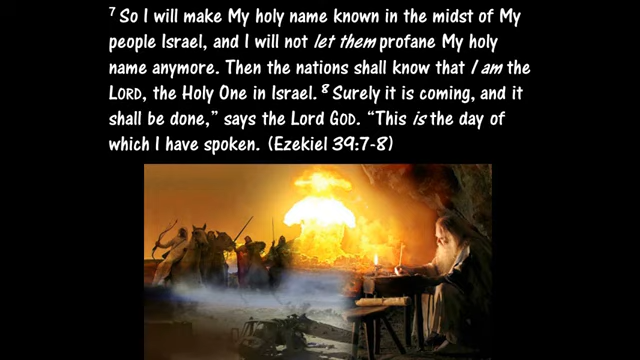 7 So I will make My holy name known in the midst of My
people Israel, and I will not let them profane My holy
name anymore. Then the nations shall know that I am the
LORD, the Holy One in Israel. 8 Surely it is coming, and it
shall be done,” says the Lord GOD. “This is the day of
which I have spoken. (Ezekiel 39:7-8)